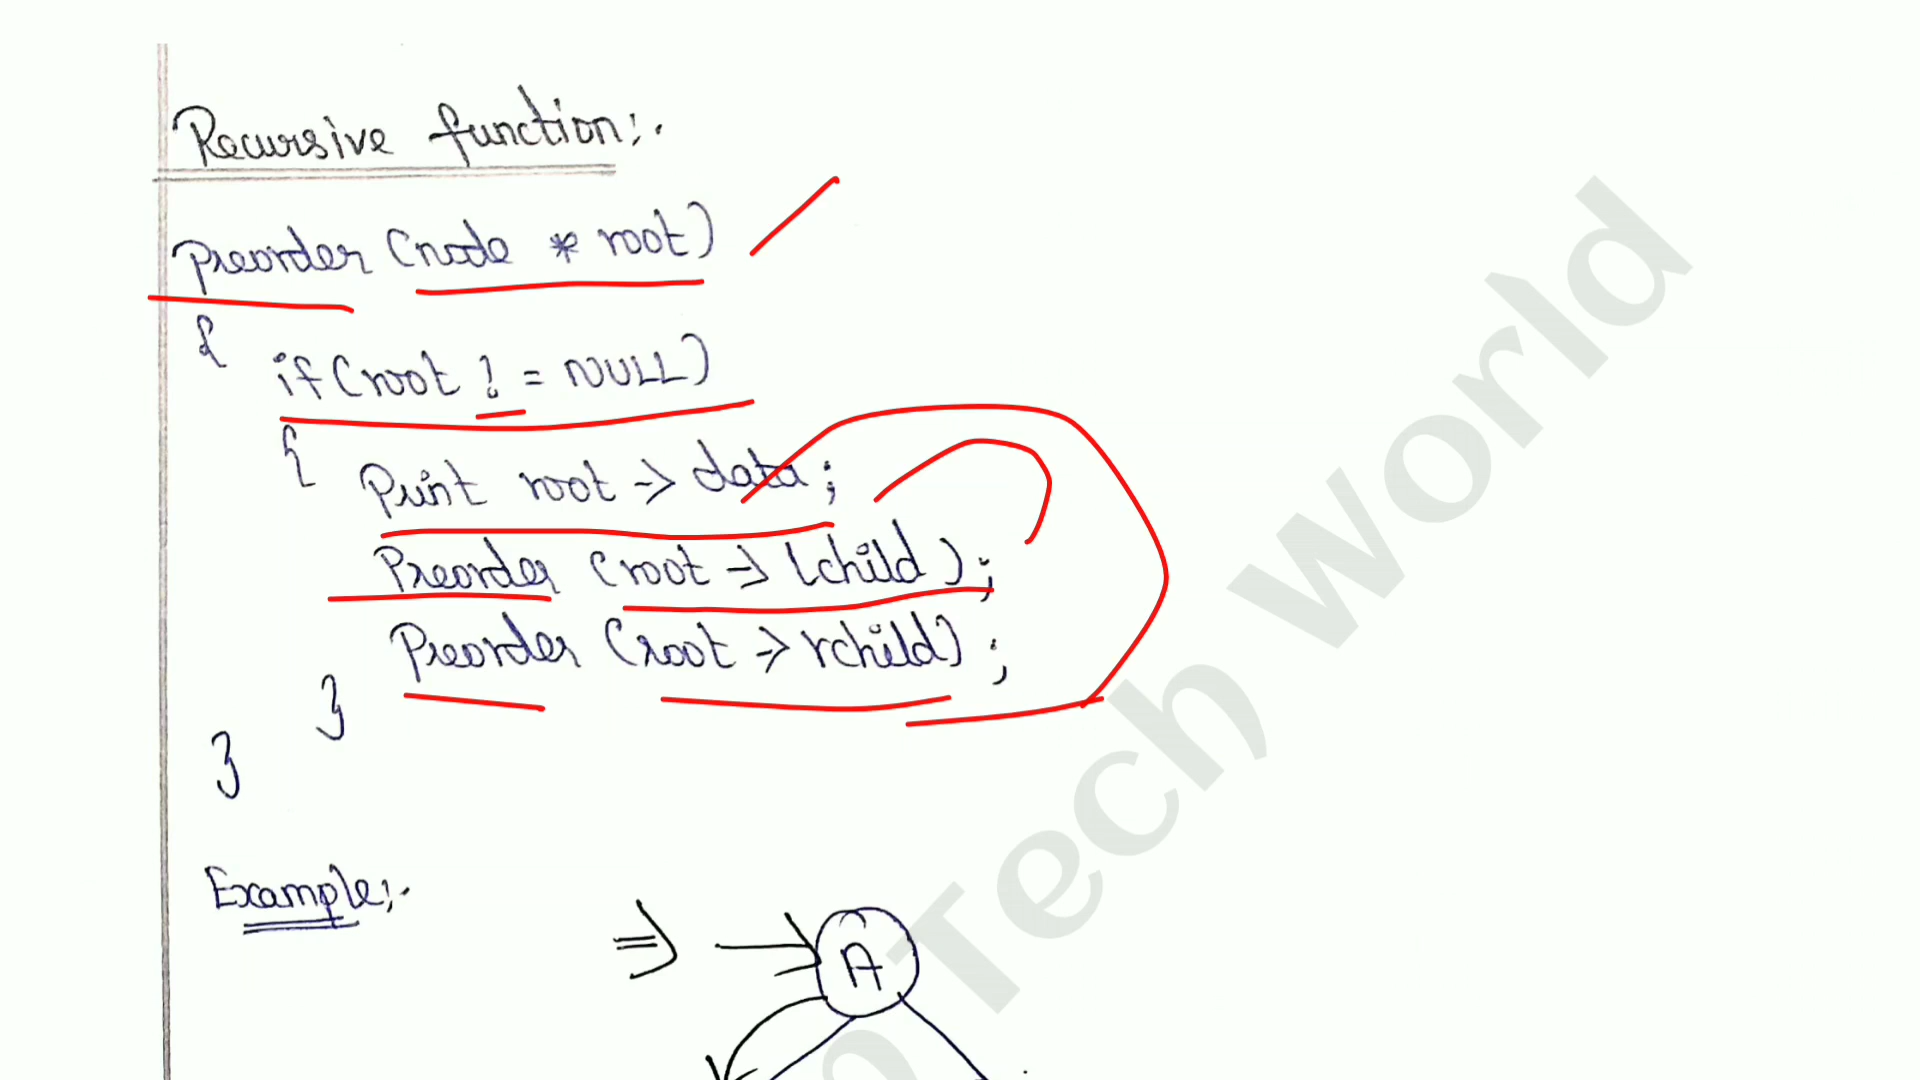 Recursive function:-
Preorder (node * root)
{
if (root != NULL)
{
Print root -> data;
Preorder (root -> lchild);
Preorder (root -> rchild);
}
}
Example:-
=> A
Tech World